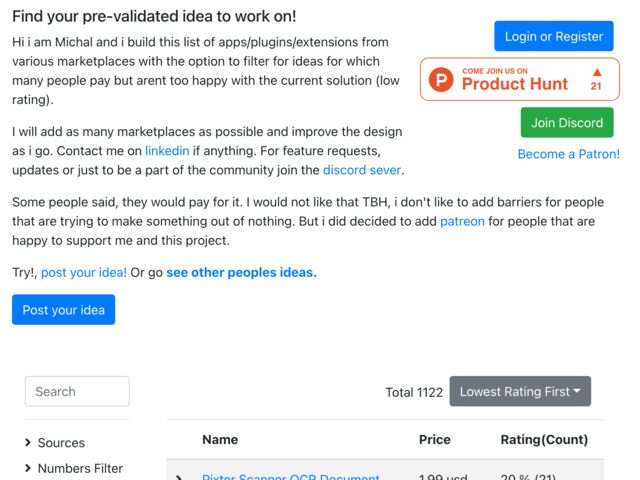 Find your pre-validated idea to work on!
Login or Register
Hi i am Michal and i build this list of apps/plugins/extensions from
various marketplaces with the option to filter for ideas for which
many people pay but arent too happy with the current solution (low
rating).
COME JOIN US ON
Product Hunt
21
Join Discord
Become a Patron!
I will add as many marketplaces as possible and improve the design
as i go. Contact me on linkedin if anything. For feature requests,
updates or just to be a part of the community join the discord sever.
Some people said, they would pay for it. I would not like that TBH, i don't like to add barriers for people
that are trying to make something out of nothing. But i did decided to add patreon for people that are
happy to support me and this project.
Try!, post your idea! Or go see other peoples ideas.
Post your idea
Search
Total 1122
Lowest Rating First
Sources
Numbers Filter
Name Price Rating(Count)
Pixter Scanner OCR Document 1.99 usd 20 % (21)